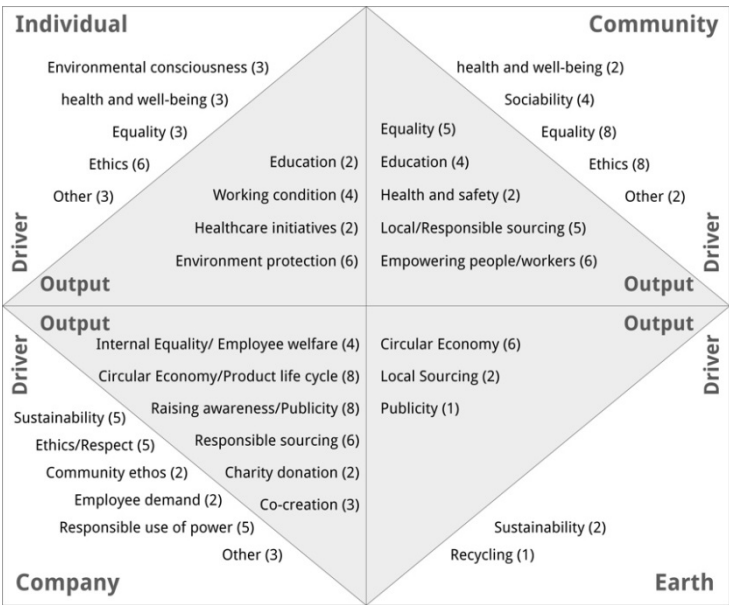 Individual
Environmental consciousness (3)
health and well-being (3)
Equality (3)
Ethics (6)
Other (3)
Driver
Education (2)
Working condition (4)
Healthcare initiatives (2)
Environment protection (6)
Output
Community
health and well-being (2)
Sociability (4)
Equality (8)
Ethics (8)
Other (2)
Driver
Equality (5)
Education (4)
Health and safety (2)
Local/Responsible sourcing (5)
Empowering people/workers (6)
Output
Output
Internal Equality/ Employee welfare (4)
Circular Economy/Product life cycle (8)
Raising awareness/Publicity (8)
Responsible sourcing (6)
Charity donation (2)
Co-creation (3)
Driver
Sustainability (5)
Ethics/Respect (5)
Community ethos (2)
Employee demand (2)
Responsible use of power (5)
Other (3)
Company
Output
Circular Economy (6)
Local Sourcing (2)
Publicity (1)
Driver
Sustainability (2)
Recycling (1)
Earth